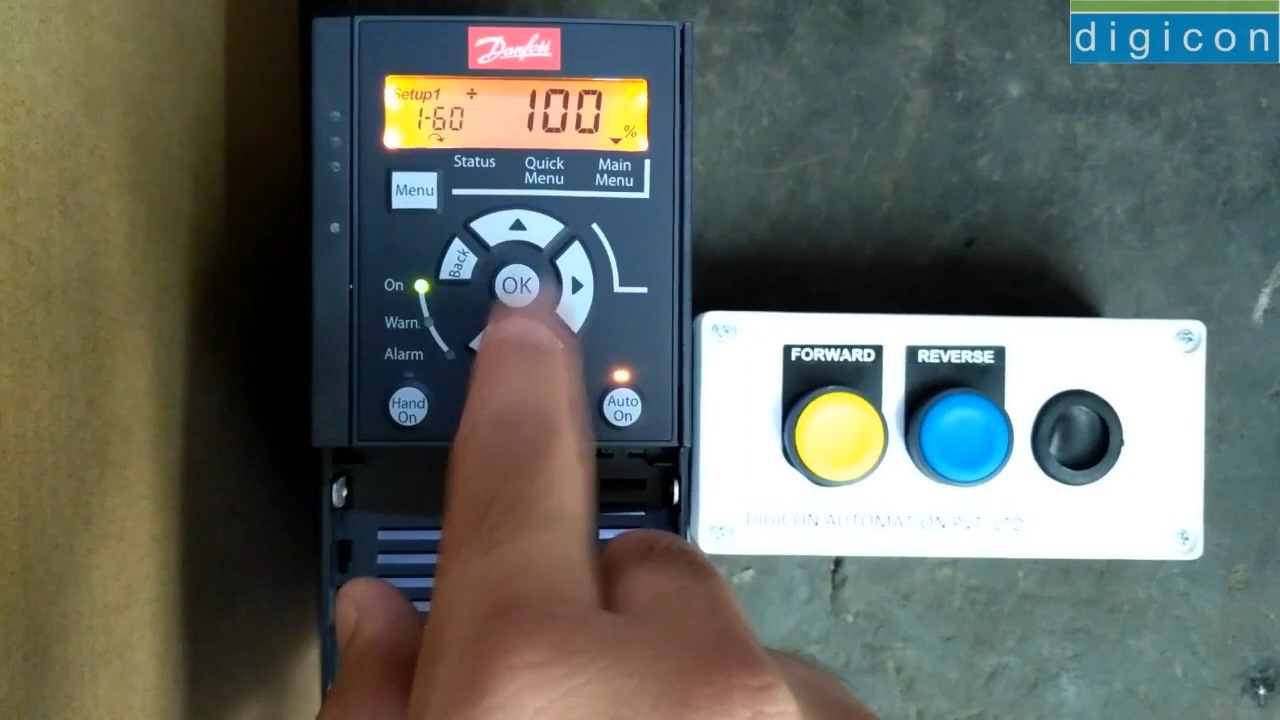 digicon
Danfoss
Setup1 ÷
1-60 100 %
Status Quick Menu Main Menu
Menu
Back
OK
On
Warn.
Alarm
Hand On
Auto On
FORWARD REVERSE
DIGICON AUTOMATION PVT. LTD